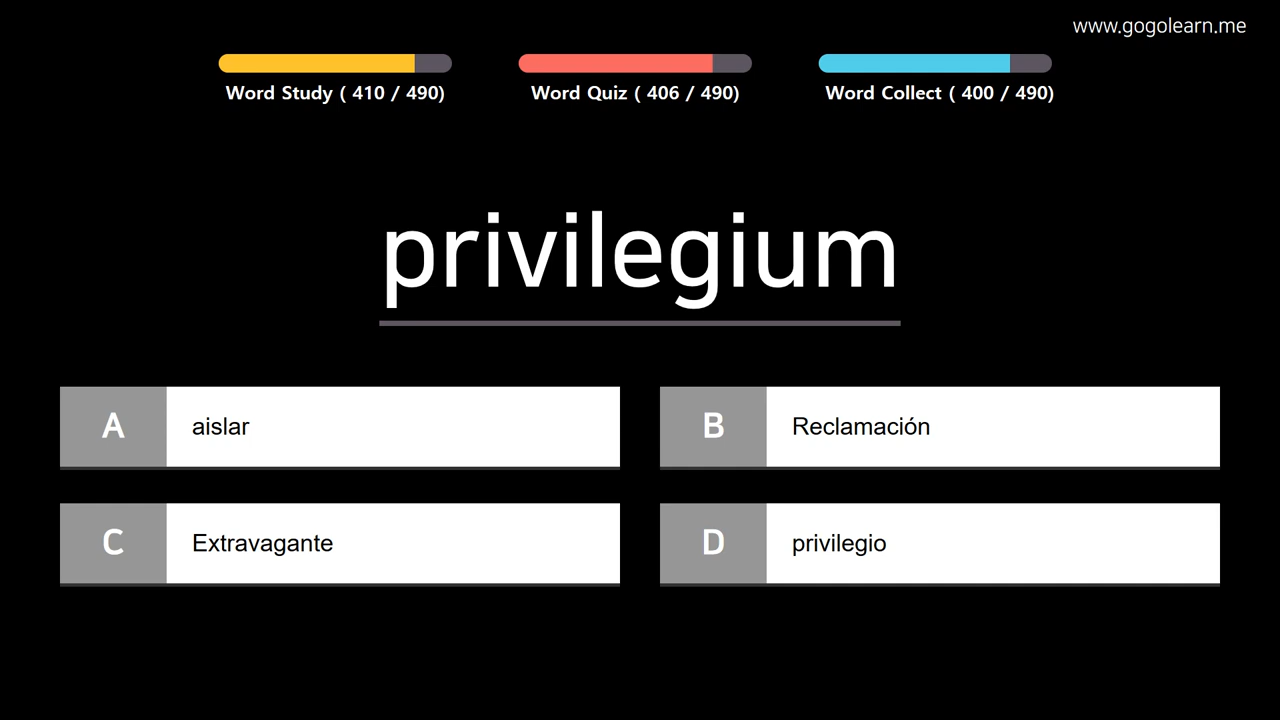 www.gogolearn.me
Word Study ( 410 / 490)
Word Quiz ( 406 / 490)
Word Collect ( 400 / 490)
privilegium
A aislar
B Reclamación
C Extravagante
D privilegio